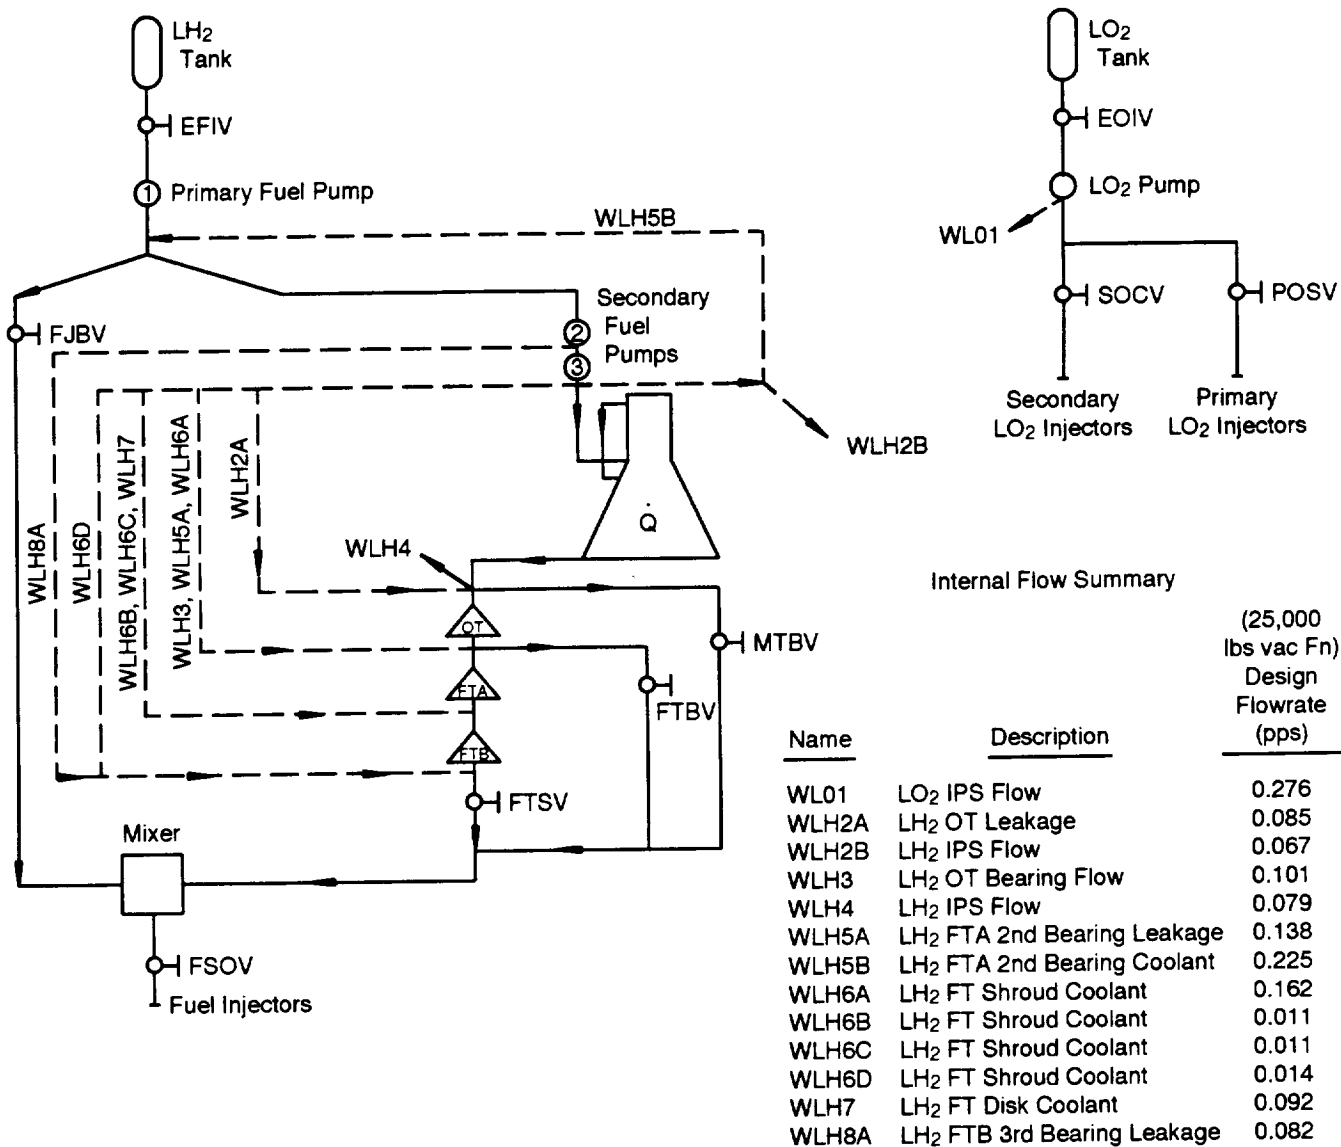 LH2
Tank
EFIV
1 Primary Fuel Pump
WLH5B
FJBV
Secondary
Fuel
Pumps
2
3
WLH2B
WLH8A
WLH6D
WLH6B, WLH6C, WLH7
WLH3, WLH5A, WLH6A
WLH2A
WLH4
Q̇
OT
FTA
FTB
MTBV
FTBV
FTSV
Mixer
FSOV
Fuel Injectors
LO2
Tank
EOIV
LO2 Pump
WL01
SOCV
POSV
Secondary
LO2 Injectors
Primary
LO2 Injectors
Internal Flow Summary
(25,000
lbs vac Fn)
Design
Flowrate
(pps)
Name Description
WL01 LO2 IPS Flow 0.276
WLH2A LH2 OT Leakage 0.085
WLH2B LH2 IPS Flow 0.067
WLH3 LH2 OT Bearing Flow 0.101
WLH4 LH2 IPS Flow 0.079
WLH5A LH2 FTA 2nd Bearing Leakage 0.138
WLH5B LH2 FTA 2nd Bearing Coolant 0.225
WLH6A LH2 FT Shroud Coolant 0.162
WLH6B LH2 FT Shroud Coolant 0.011
WLH6C LH2 FT Shroud Coolant 0.011
WLH6D LH2 FT Shroud Coolant 0.014
WLH7 LH2 FT Disk Coolant 0.092
WLH8A LH2 FTB 3rd Bearing Leakage 0.082